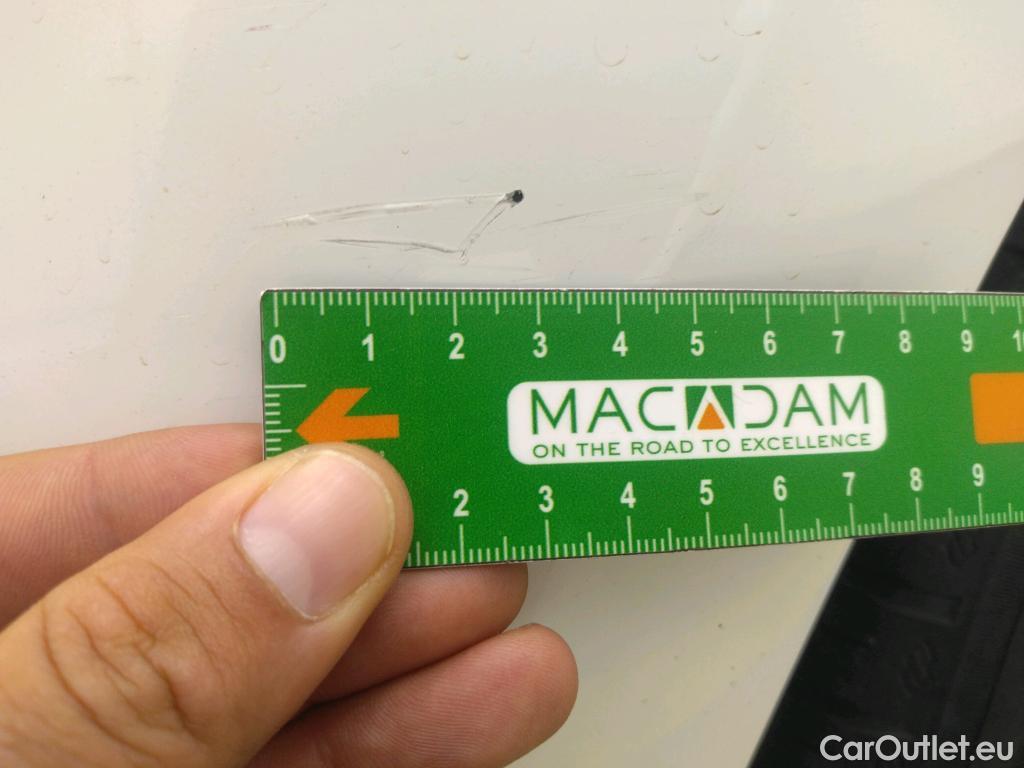 0 1 2 3 4 5 6 7 8 9 10
MACADAM
ON THE ROAD TO EXCELLENCE
2 3 4 5 6 7 8 9
CarOutlet.eu